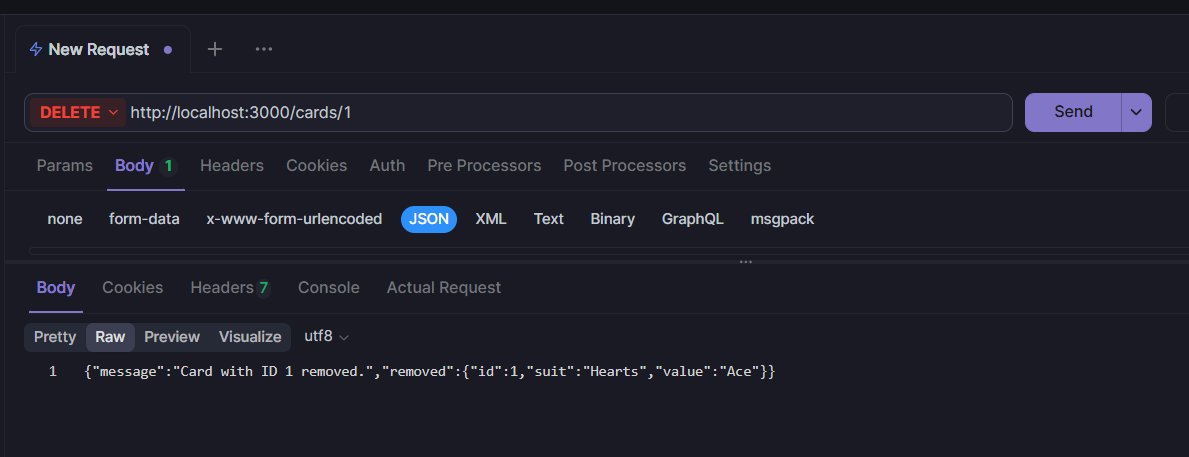 New Request
DELETE http://localhost:3000/cards/1 Send
Params Body 1 Headers Cookies Auth Pre Processors Post Processors Settings
none form-data x-www-form-urlencoded JSON XML Text Binary GraphQL msgpack
Body Cookies Headers 7 Console Actual Request
Pretty Raw Preview Visualize utf8
1 {"message":"Card with ID 1 removed.","removed":{"id":1,"suit":"Hearts","value":"Ace"}}